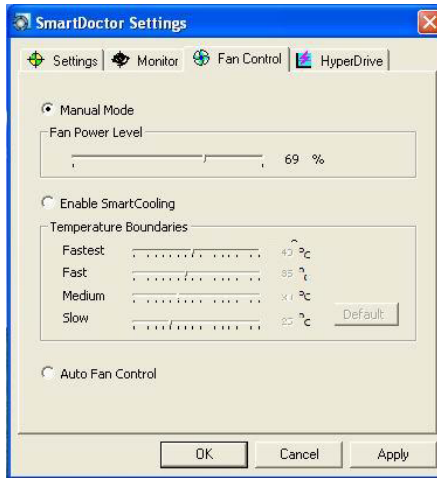 SmartDoctor Settings
Settings Monitor Fan Control HyperDrive
Manual Mode
Fan Power Level
69 %
Enable SmartCooling
Temperature Boundaries
Fastest °C
Fast
Medium °C
Slow °C Default
Auto Fan Control
OK Cancel Apply